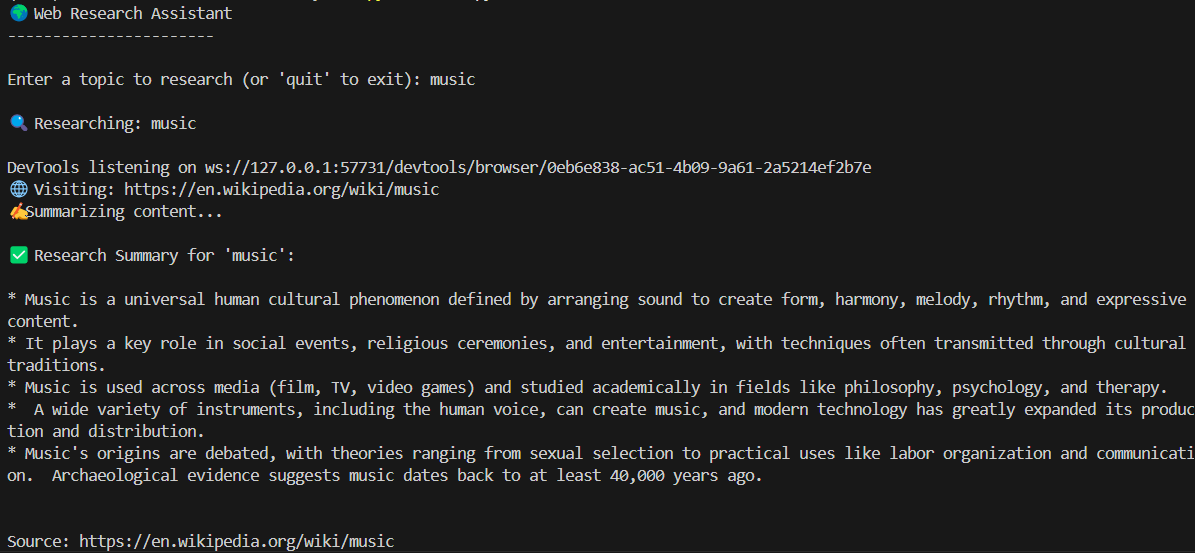 🌍 Web Research Assistant
-----------------------
Enter a topic to research (or 'quit' to exit): music
🔍 Researching: music
DevTools listening on ws://127.0.0.1:57731/devtools/browser/0eb6e838-ac51-4b09-9a61-2a5214ef2b7e
🌐 Visiting: https://en.wikipedia.org/wiki/music
✍️Summarizing content...
✅ Research Summary for 'music':
* Music is a universal human cultural phenomenon defined by arranging sound to create form, harmony, melody, rhythm, and expressive
content.
* It plays a key role in social events, religious ceremonies, and entertainment, with techniques often transmitted through cultural
traditions.
* Music is used across media (film, TV, video games) and studied academically in fields like philosophy, psychology, and therapy.
*  A wide variety of instruments, including the human voice, can create music, and modern technology has greatly expanded its produc
tion and distribution.
* Music's origins are debated, with theories ranging from sexual selection to practical uses like labor organization and communicati
on.  Archaeological evidence suggests music dates back to at least 40,000 years ago.
Source: https://en.wikipedia.org/wiki/music